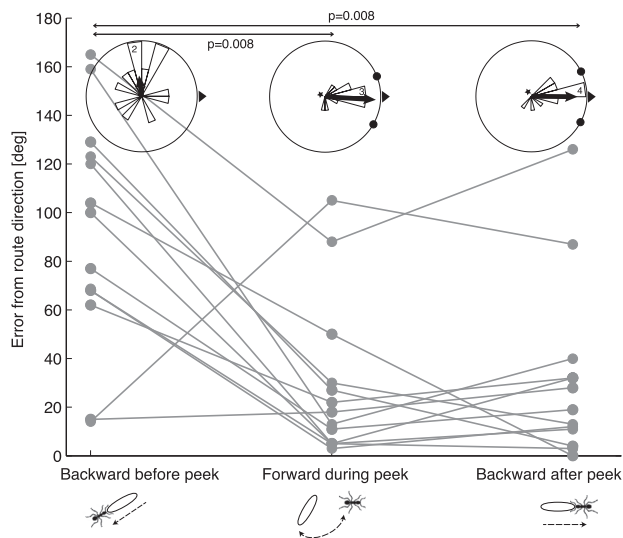 p=0.008
p=0.008
2
3
4
180
160
140
120
100
80
60
40
20
0
Error from route direction [deg]
Backward before peek
Forward during peek
Backward after peek